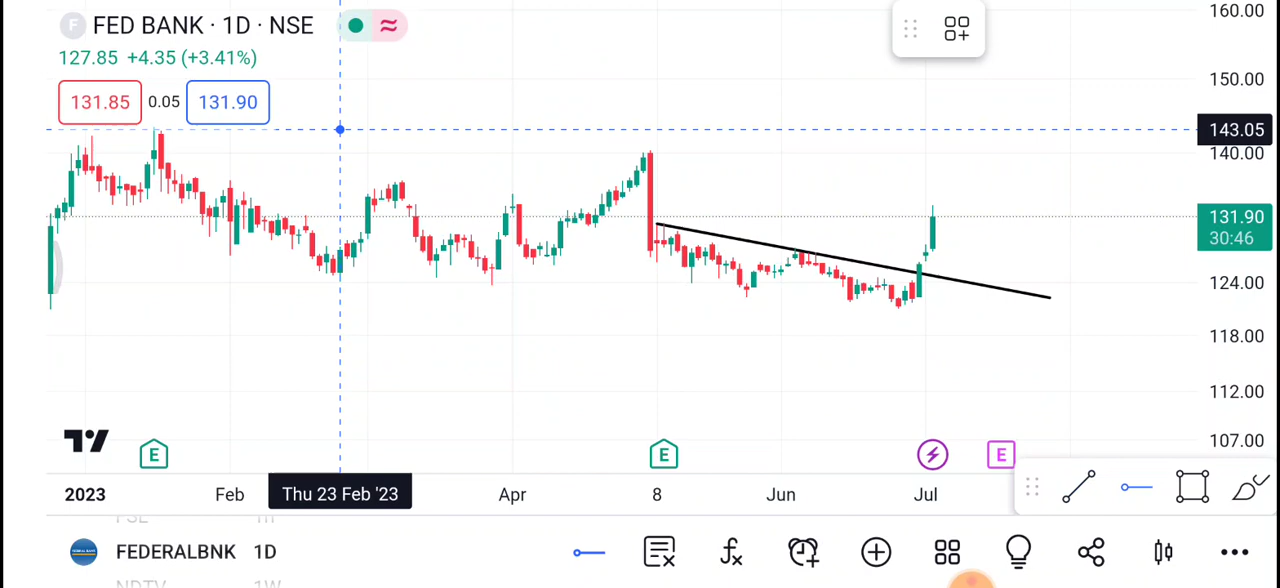 F FED BANK · 1D · NSE
127.85 +4.35 (+3.41%)
131.85 0.05 131.90
160.00
150.00
143.05
140.00
131.90
30:46
124.00
118.00
112.00
107.00
E E E
2023 Feb Thu 23 Feb '23 Apr 8 Jun Jul
FEDERALBNK 1D
NDTV 1W